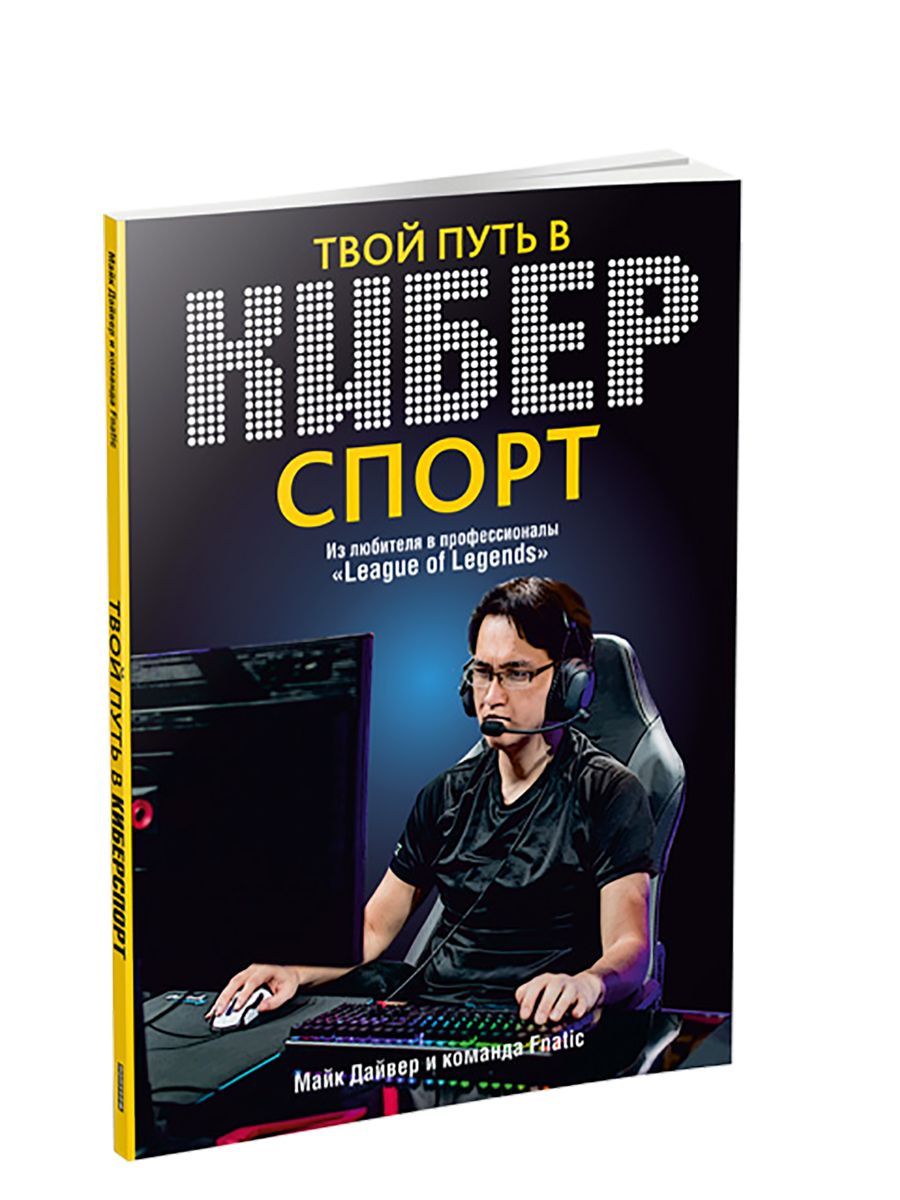 ТВОЙ ПУТЬ В
КИБЕР
СПОРТ
Из любителя в профессионалы
«League of Legends»
Майк Дайвер и команда Fnatic
Майк Дайвер и команда Fnatic
ТВОЙ ПУТЬ В КИБЕРСПОРТ